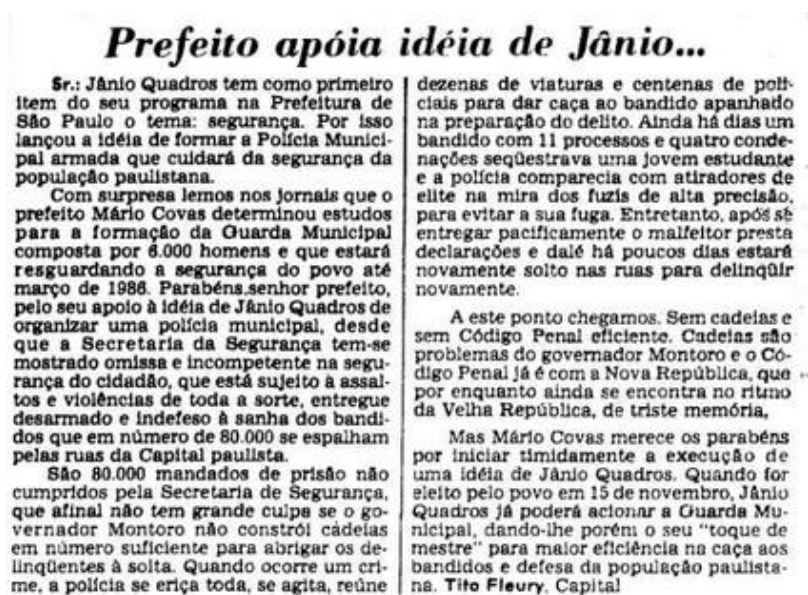 Prefeito apóia idéia de Jânio...
Sr.: Jânio Quadros tem como primeiro
item do seu programa na Prefeitura de
São Paulo o tema: segurança. Por isso
lançou a idéia de formar a Polícia Munici-
pal armada que cuidará da segurança da
população paulistana.
Com surpresa lemos nos jornais que o
prefeito Mário Covas determinou estudos
para a formação da Guarda Municipal
composta por 6.000 homens e que estará
resguardando a segurança do povo até
março de 1986. Parabéns, senhor prefeito,
pelo seu apoio à idéia de Jânio Quadros de
organizar uma polícia municipal, desde
que a Secretaria da Segurança tem-se
mostrado omissa e incompetente na segu-
rança do cidadão, que está sujeito à assal-
tos e violências de toda a sorte, entregue
desarmado e indefeso à sanha dos bandi-
dos que em número de 80.000 se espalham
pelas ruas da Capital paulista.
São 80.000 mandados de prisão não
cumpridos pela Secretaria de Segurança,
que afinal não tem grande culpa se o go-
vernador Montoro não constrói cadeias
em número suficiente para abrigar os de-
linqüentes à solta. Quando ocorre um cri-
me, a polícia se eriça toda, se agita, reúne
dezenas de viaturas e centenas de poli-
ciais para dar caça ao bandido apanhado
na preparação do delito. Ainda há dias um
bandido com 11 processos e quatro conde-
nações seqüestrava uma jovem estudante
e a polícia comparecia com atiradores de
elite na mira dos fuzis de alta precisão,
para evitar a sua fuga. Entretanto, após se
entregar pacificamente o malfeitor presta
declarações e dalé há poucos dias estará
novamente solto nas ruas para delinqüir
novamente.
A este ponto chegamos. Sem cadeias e
sem Código Penal eficiente. Cadeias são
problemas do governador Montoro e o Có-
digo Penal já é com a Nova República, que
por enquanto ainda se encontra no ritmo
da Velha República, de triste memória,
Mas Mário Covas merece os parabéns
por iniciar timidamente a execução de
uma idéia de Jânio Quadros. Quando for
eleito pelo povo em 15 de novembro, Jânio
Quadros já poderá acionar a Guarda Mu-
nicipal, dando-lhe porém o seu "toque de
mestre" para maior eficiência na caça aos
bandidos e defesa da população paulista-
na. Tito Fleury, Capital